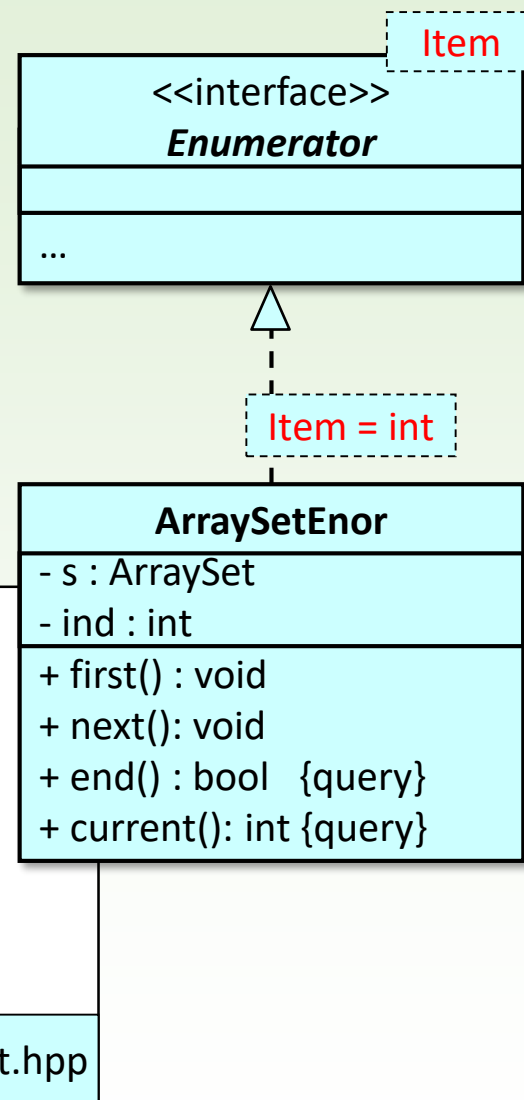 Item
<<interface>>
Enumerator
…
Item = int
ArraySetEnor
- s : ArraySet
- ind : int
+ first() : void
+ next(): void
+ end() : bool {query}
+ current(): int {query}
t.hpp